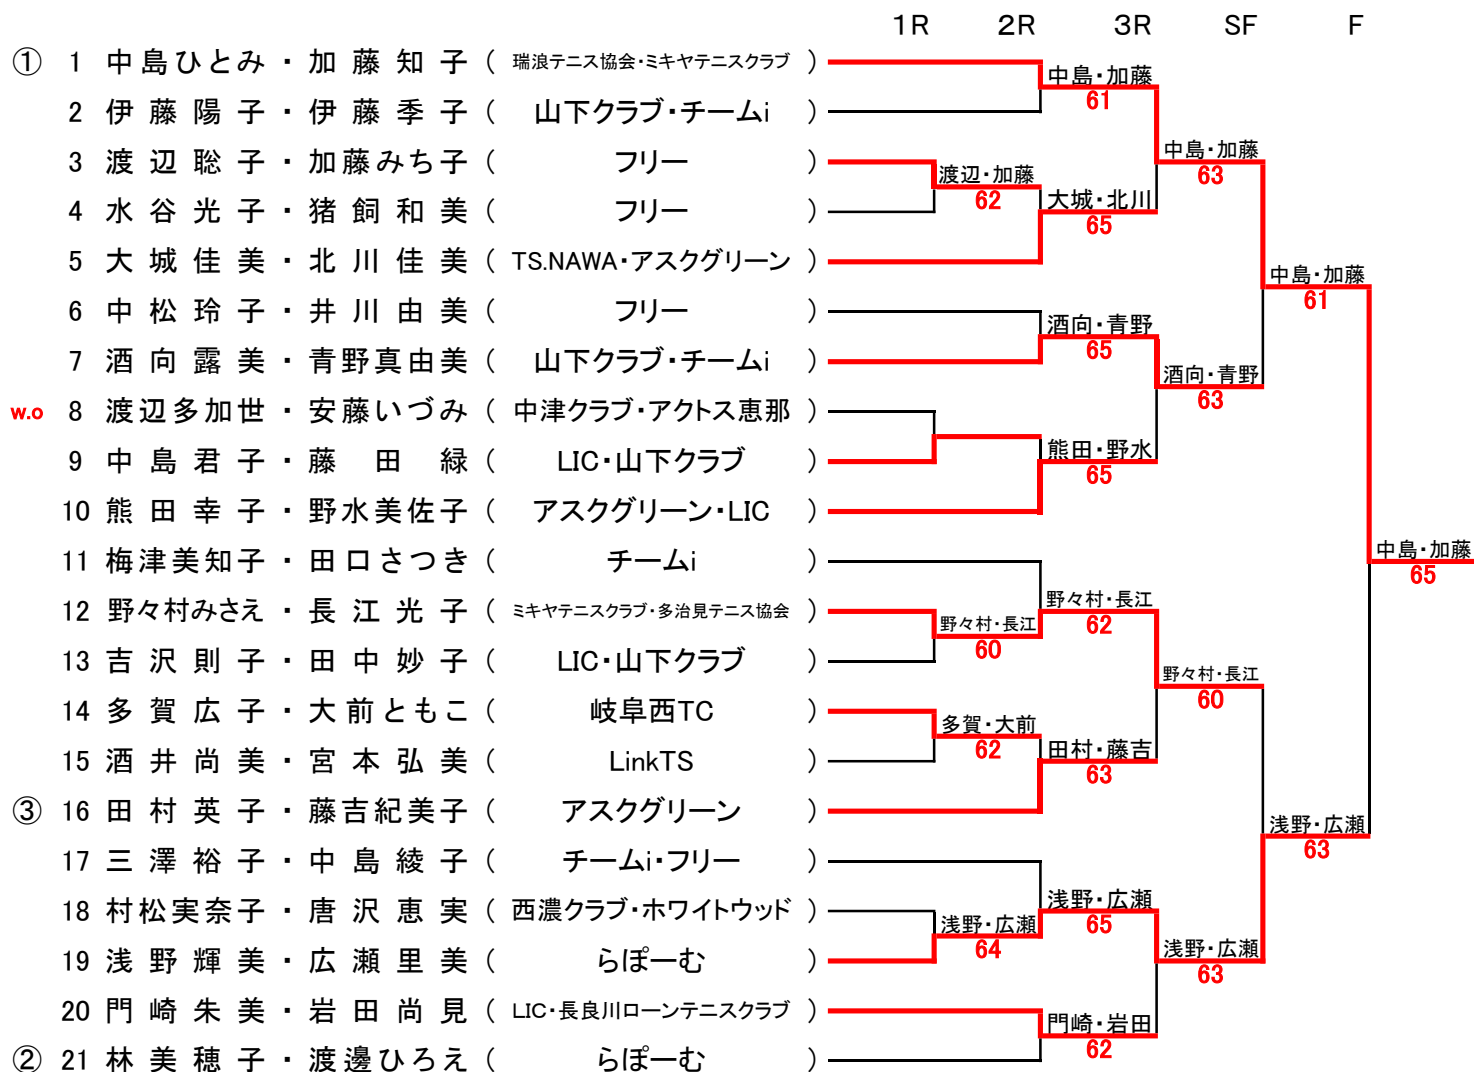 1R 2R 3R SF F
① 1 中島ひとみ・加藤知子 ( 瑞浪テニス協会・ミキヤテニスクラブ )
中島・加藤
61
2 伊藤陽子・伊藤季子 ( 山下クラブ・チームi )
3 渡辺聡子・加藤みち子 ( フリー )
中島・加藤
63
渡辺・加藤
62
4 水谷光子・猪飼和美 ( フリー )
大城・北川
65
5 大城佳美・北川佳美 ( TS.NAWA・アスクグリーン )
中島・加藤
61
6 中松玲子・井川由美 ( フリー )
酒向・青野
65
7 酒向露美・青野真由美 ( 山下クラブ・チームi )
酒向・青野
63
w.o 8 渡辺多加世・安藤いづみ ( 中津クラブ・アクトス恵那 )
9 中島君子・藤田緑 ( LIC・山下クラブ )
熊田・野水
65
10 熊田幸子・野水美佐子 ( アスクグリーン・LIC )
11 梅津美知子・田口さつき ( チームi )
中島・加藤
65
12 野々村みさえ・長江光子 ( ミキヤテニスクラブ・多治見テニス協会 )
野々村・長江
62
野々村・長江
60
13 吉沢則子・田中妙子 ( LIC・山下クラブ )
野々村・長江
60
14 多賀広子・大前ともこ ( 岐阜西TC )
多賀・大前
62
15 酒井尚美・宮本弘美 ( LinkTS )
田村・藤吉
63
③ 16 田村英子・藤吉紀美子 ( アスクグリーン )
浅野・広瀬
63
17 三澤裕子・中島綾子 ( チームi・フリー )
18 村松実奈子・唐沢恵実 ( 西濃クラブ・ホワイトウッド )
浅野・広瀬
65
浅野・広瀬
64
19 浅野輝美・広瀬里美 ( らぽーむ )
浅野・広瀬
63
20 門崎朱美・岩田尚見 ( LIC・長良川ローンテニスクラブ )
門崎・岩田
62
② 21 林美穂子・渡邊ひろえ ( らぽーむ )